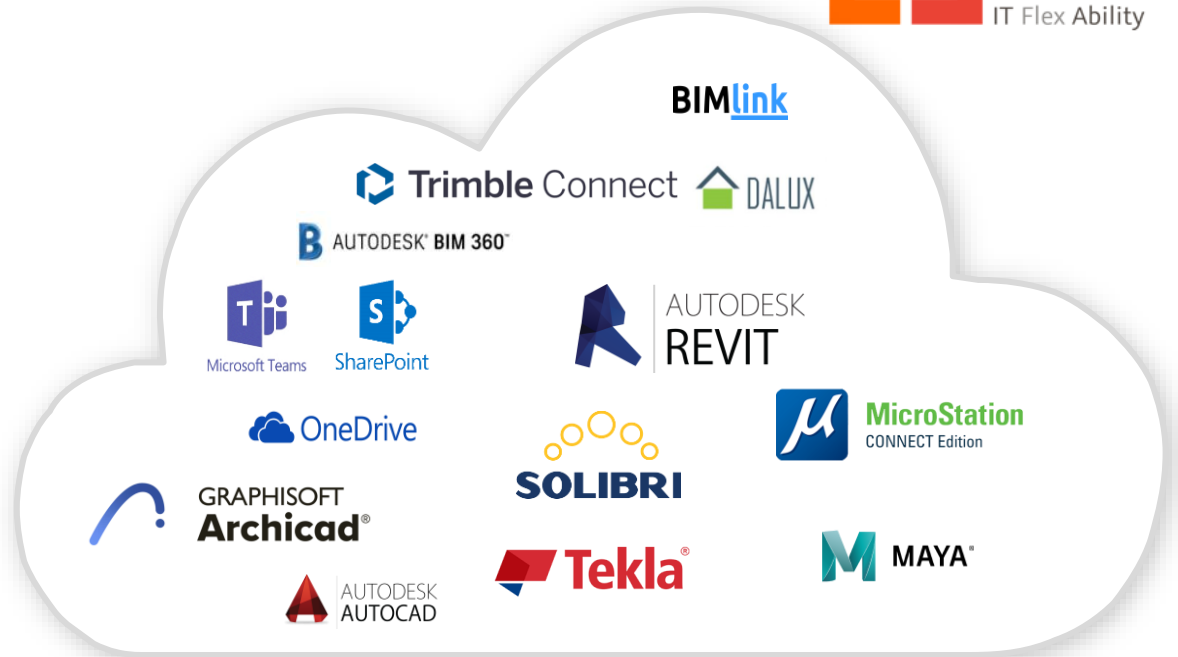 IT Flex Ability
BIMlink
Trimble Connect
DALUX
B AUTODESK® BIM 360™
T
Microsoft Teams
S
SharePoint
AUTODESK
REVIT
OneDrive
SOLIBRI
µ
MicroStation
CONNECT Edition
GRAPHISOFT
Archicad®
Tekla®
MAYA®
AUTODESK
AUTOCAD